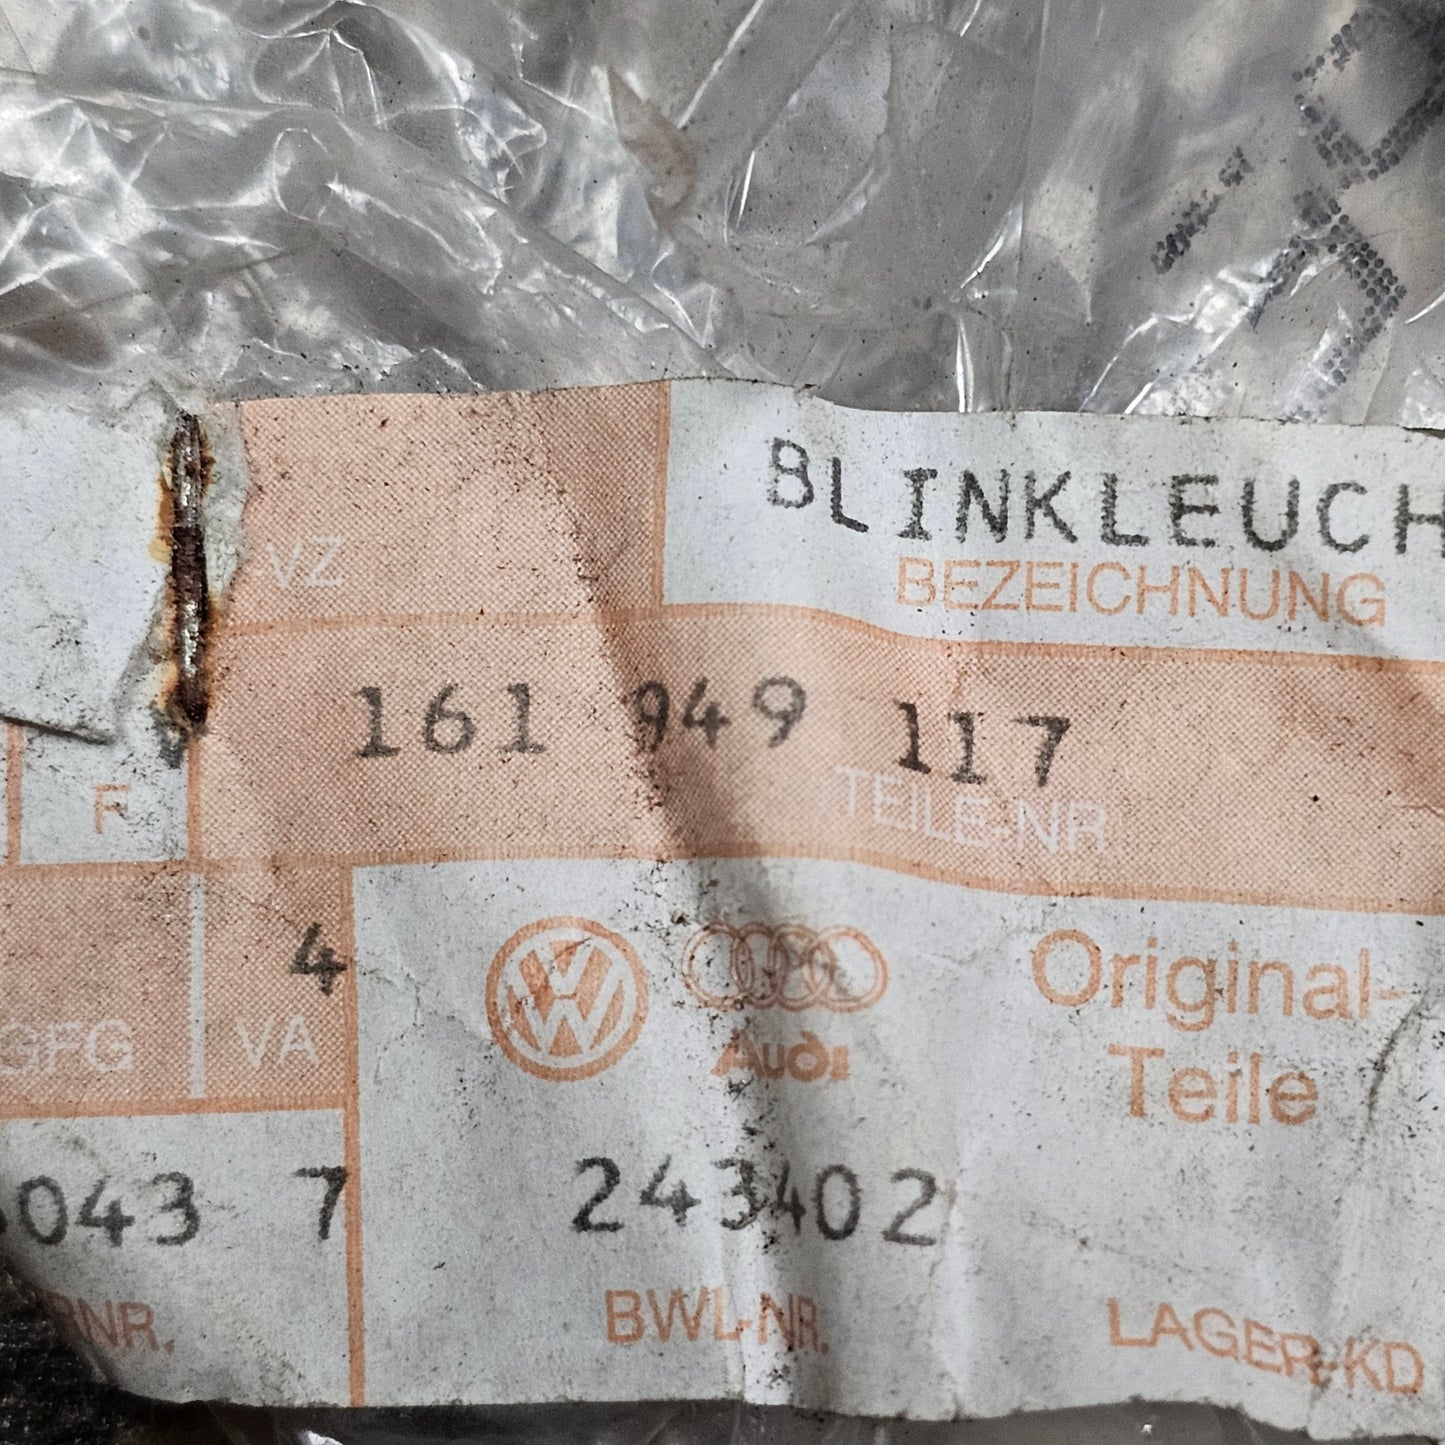 BLINKLEUCH
VZ
BEZEICHNUNG
161 949 117
F
TEILE-NR
4
GFG
VA
Audi
Original-
Teile
043 7
243402
RNR.
BWL-NR.
LAGER-KD